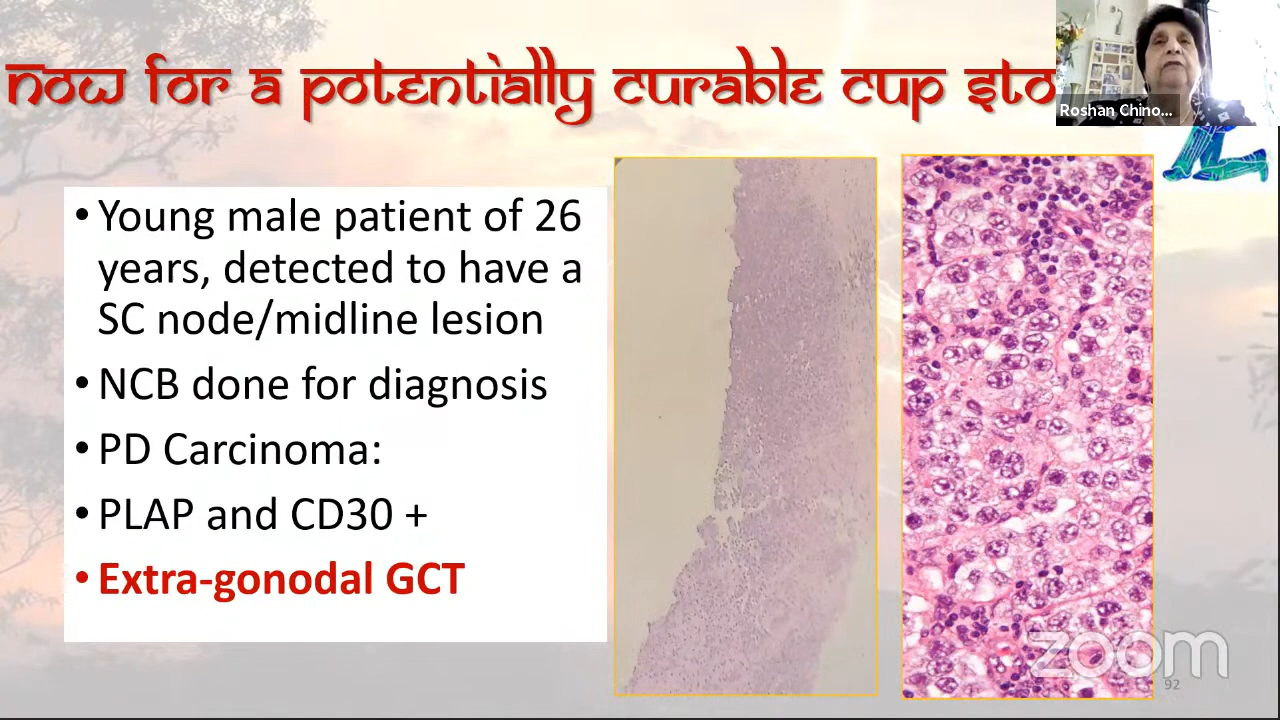 now for a potentially curable cup sto
Roshan Chino...
• Young male patient of 26
years, detected to have a
SC node/midline lesion
• NCB done for diagnosis
• PD Carcinoma:
• PLAP and CD30 +
• Extra-gonodal GCT
zoom
92